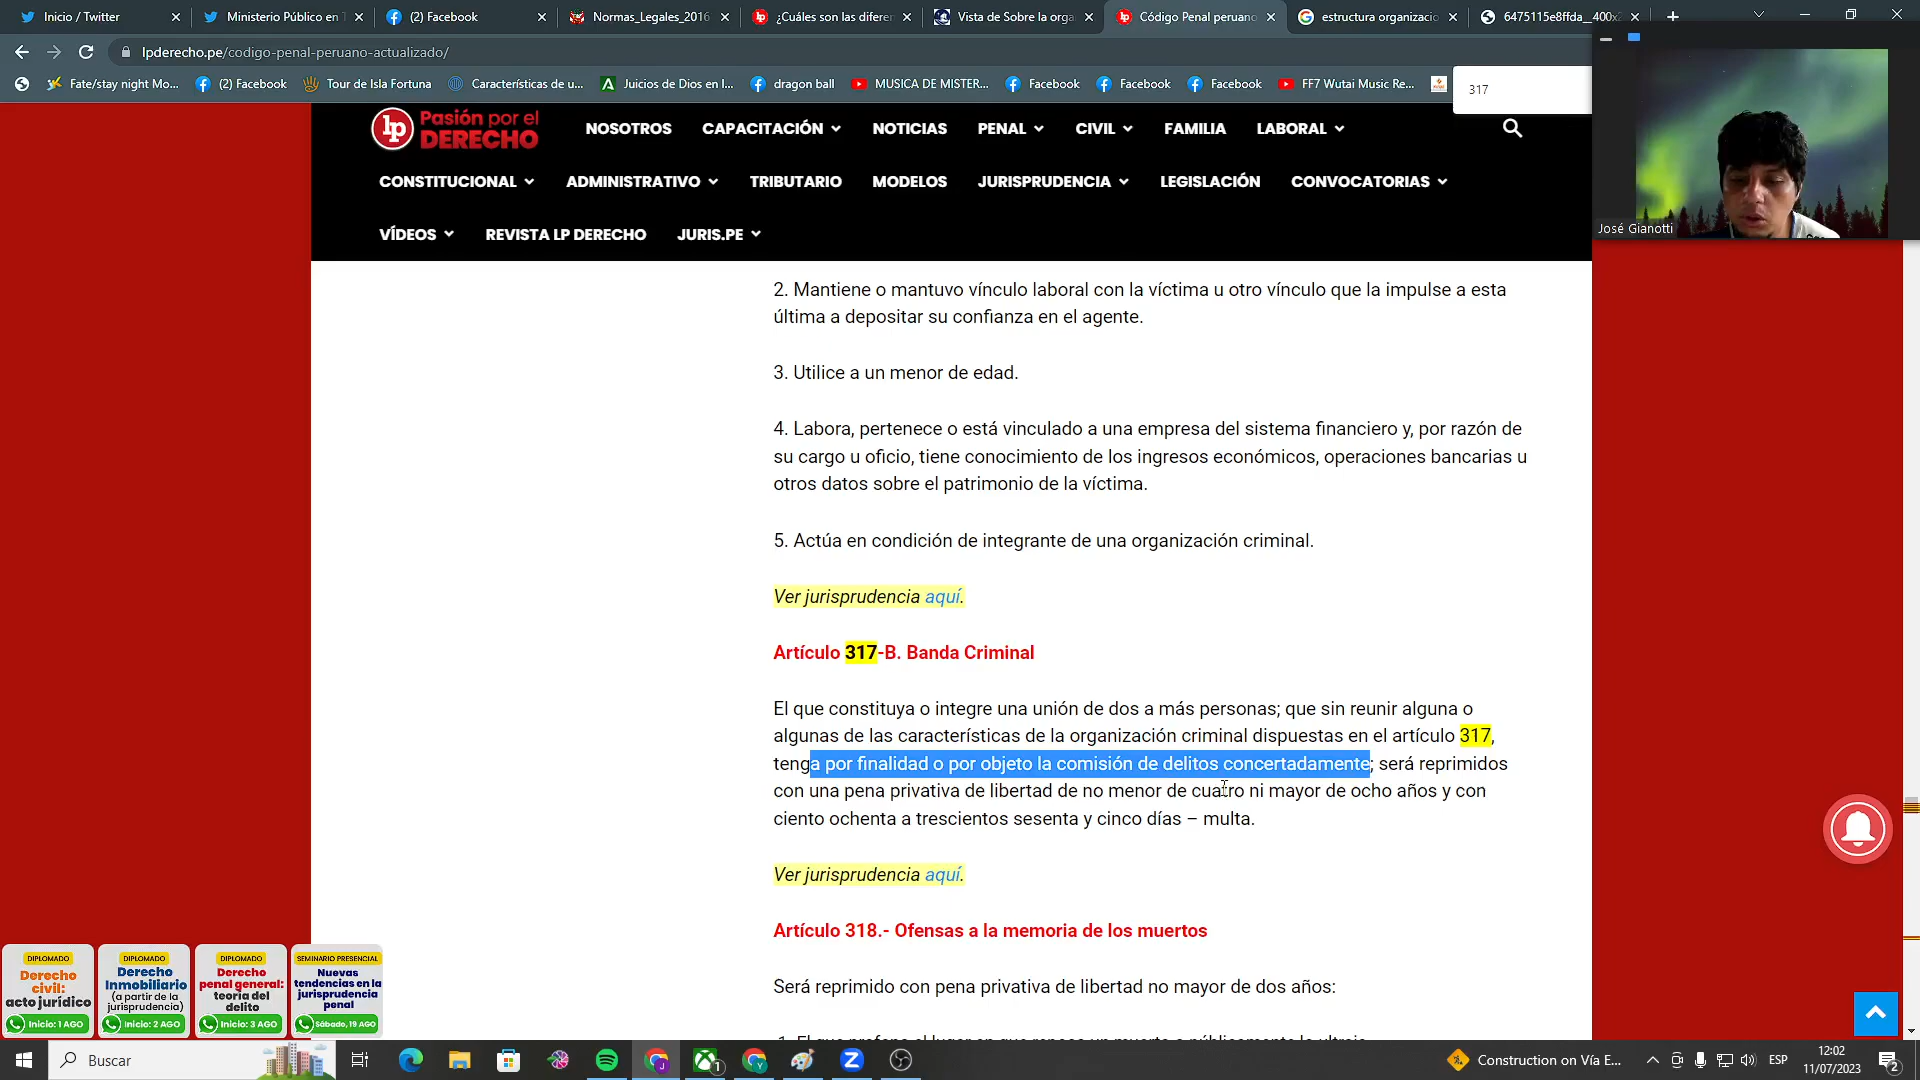 Inicio / Twitter
Ministerio Público en T
(2) Facebook
Normas_Legales_2016
¿Cuáles son las diferen
Vista de Sobre la orga
Código Penal peruano
estructura organizacio
6475115e8ffda__400x2
lpderecho.pe/codigo-penal-peruano-actualizado/
Fate/stay night Mo...
(2) Facebook
Tour de Isla Fortuna
Características de u...
Juicios de Dios en l...
dragon ball
MUSICA DE MISTER...
Facebook
Facebook
Facebook
FF7 Wutai Music Re...
317
José Gianotti
lp Pasión por el
DERECHO
NOSOTROS CAPACITACIÓN NOTICIAS PENAL CIVIL FAMILIA LABORAL
CONSTITUCIONAL ADMINISTRATIVO TRIBUTARIO MODELOS JURISPRUDENCIA LEGISLACIÓN CONVOCATORIAS
VÍDEOS REVISTA LP DERECHO JURIS.PE
2. Mantiene o mantuvo vínculo laboral con la víctima u otro vínculo que la impulse a esta
última a depositar su confianza en el agente.
3. Utilice a un menor de edad.
4. Labora, pertenece o está vinculado a una empresa del sistema financiero y, por razón de
su cargo u oficio, tiene conocimiento de los ingresos económicos, operaciones bancarias u
otros datos sobre el patrimonio de la víctima.
5. Actúa en condición de integrante de una organización criminal.
Ver jurisprudencia aquí.
Artículo 317-B. Banda Criminal
El que constituya o integre una unión de dos a más personas; que sin reunir alguna o
algunas de las características de la organización criminal dispuestas en el artículo 317,
tenga por finalidad o por objeto la comisión de delitos concertadamente; será reprimidos
con una pena privativa de libertad de no menor de cuatro ni mayor de ocho años y con
ciento ochenta a trescientos sesenta y cinco días – multa.
Ver jurisprudencia aquí.
Artículo 318.- Ofensas a la memoria de los muertos
Será reprimido con pena privativa de libertad no mayor de dos años:
DIPLOMADO
Derecho
civil:
acto jurídico
Inicio: 1 AGO
DIPLOMADO
Derecho
Inmobiliario
(a partir de la
jurisprudencia)
Inicio: 2 AGO
DIPLOMADO
Derecho
penal general:
teoría del
delito
Inicio: 3 AGO
SEMINARIO PRESENCIAL
Nuevas
tendencias en la
jurisprudencia
penal
Sábado, 19 AGO
Buscar
1
Construction on Vía E...
ESP
12:02
11/07/2023
2